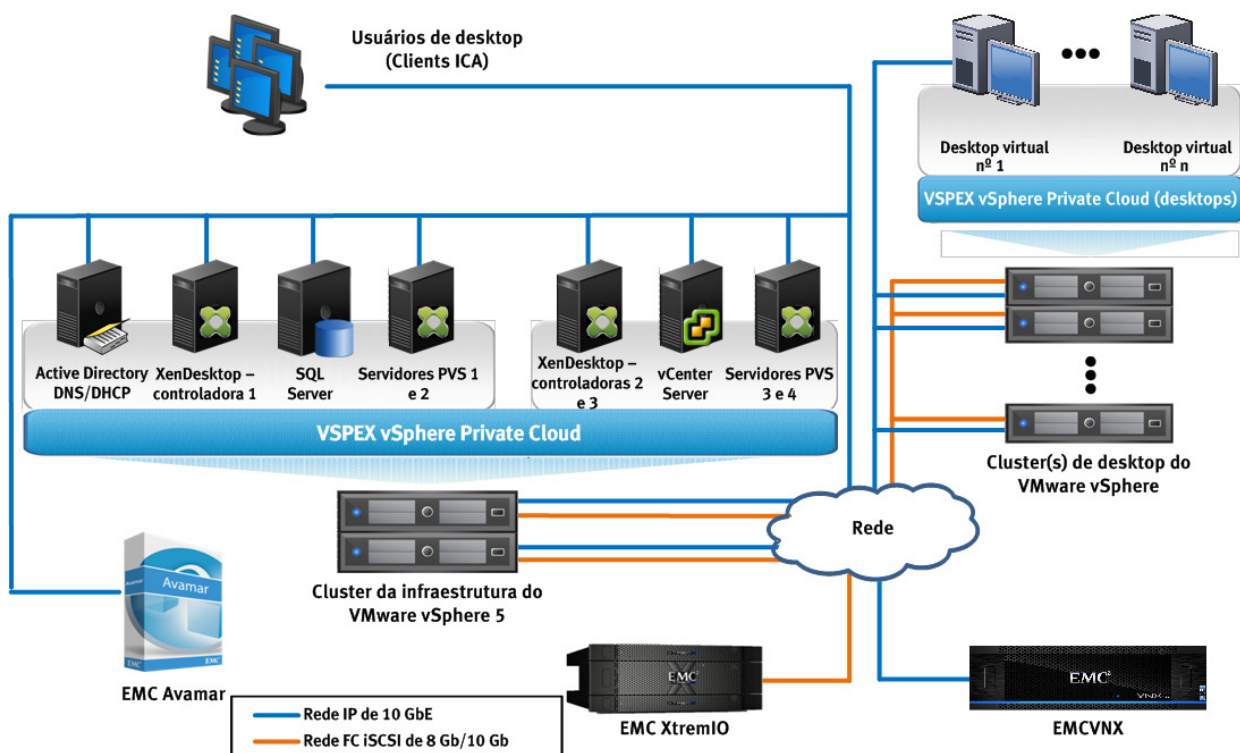 Usuários de desktop
(Clients ICA)
Desktop virtual
nº 1
Desktop virtual
nº n
VSPEX vSphere Private Cloud (desktops)
Active Directory
DNS/DHCP
XenDesktop –
controladora 1
SQL
Server
Servidores PVS 1
e 2
XenDesktop –
controladoras 2
e 3
vCenter
Server
Servidores PVS
3 e 4
VSPEX vSphere Private Cloud
Cluster(s) de desktop do
VMware vSphere
Rede
Cluster da infraestrutura do
VMware vSphere 5
Avamar
Avamar
EMC
EMC
EMC Avamar
EMC²
EMC XtremIO
EMC²
VNX
EMCVNX
Rede IP de 10 GbE
Rede FC iSCSI de 8 Gb/10 Gb